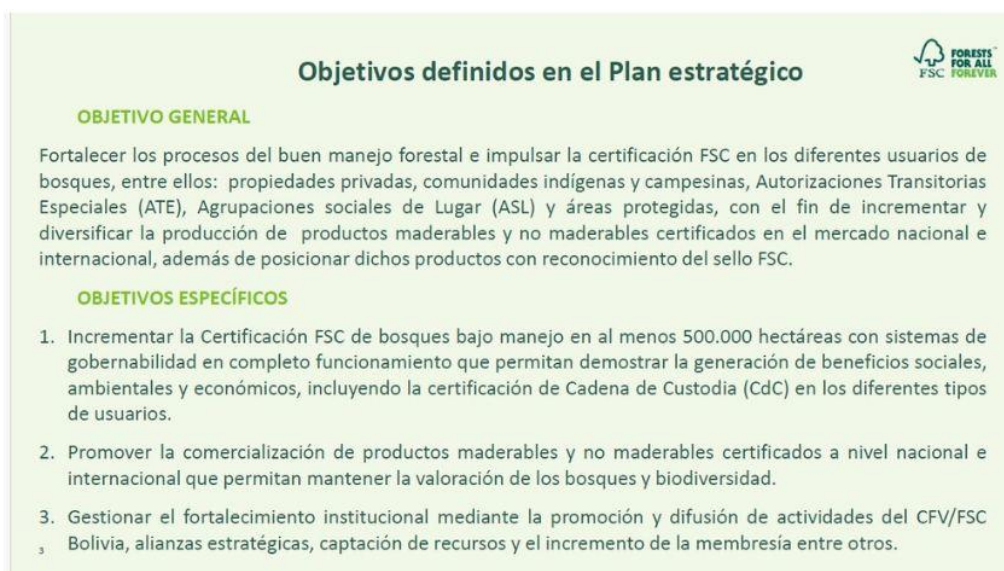 Objetivos definidos en el Plan estratégico
FSC
FORESTS
FOR ALL
FOREVER
OBJETIVO GENERAL
Fortalecer los procesos del buen manejo forestal e impulsar la certificación FSC en los diferentes usuarios de
bosques, entre ellos: propiedades privadas, comunidades indígenas y campesinas, Autorizaciones Transitorias
Especiales (ATE), Agrupaciones sociales de Lugar (ASL) y áreas protegidas, con el fin de incrementar y
diversificar la producción de productos maderables y no maderables certificados en el mercado nacional e
internacional, además de posicionar dichos productos con reconocimiento del sello FSC.
OBJETIVOS ESPECÍFICOS
1. Incrementar la Certificación FSC de bosques bajo manejo en al menos 500.000 hectáreas con sistemas de
gobernabilidad en completo funcionamiento que permitan demostrar la generación de beneficios sociales,
ambientales y económicos, incluyendo la certificación de Cadena de Custodia (CdC) en los diferentes tipos
de usuarios.
2. Promover la comercialización de productos maderables y no maderables certificados a nivel nacional e
internacional que permitan mantener la valoración de los bosques y biodiversidad.
3. Gestionar el fortalecimiento institucional mediante la promoción y difusión de actividades del CFV/FSC
Bolivia, alianzas estratégicas, captación de recursos y el incremento de la membresía entre otros.
3